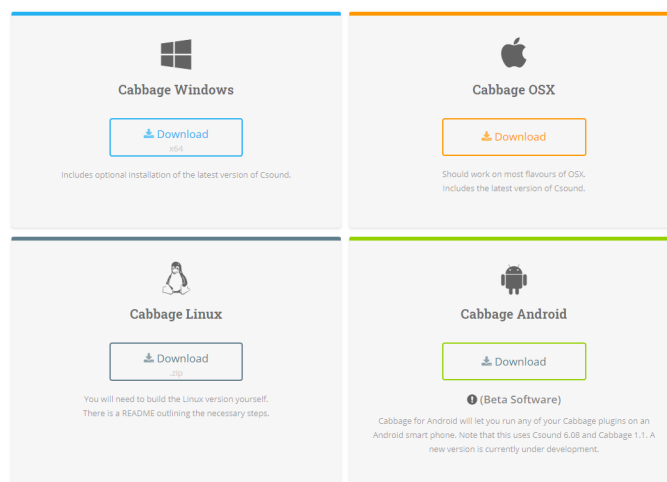 Cabbage Windows
Download
x64
Includes optional installation of the latest version of Csound.
Cabbage OSX
Download
Should work on most flavours of OSX.
Includes the latest version of Csound.
Cabbage Linux
Download
.zip
You will need to build the Linux version yourself.
There is a README outlining the necessary steps.
Cabbage Android
Download
(Beta Software)
Cabbage for Android will let you run any of your Cabbage plugins on an
Android smart phone. Note that this uses Csound 6.08 and Cabbage 1.1. A
new version is currently under development.